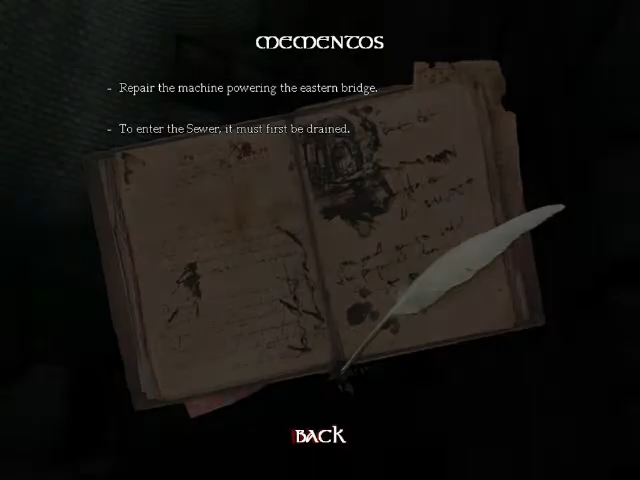 MEMENTOS
- Repair the machine powering the eastern bridge.
- To enter the Sewer, it must first be drained.
BACK